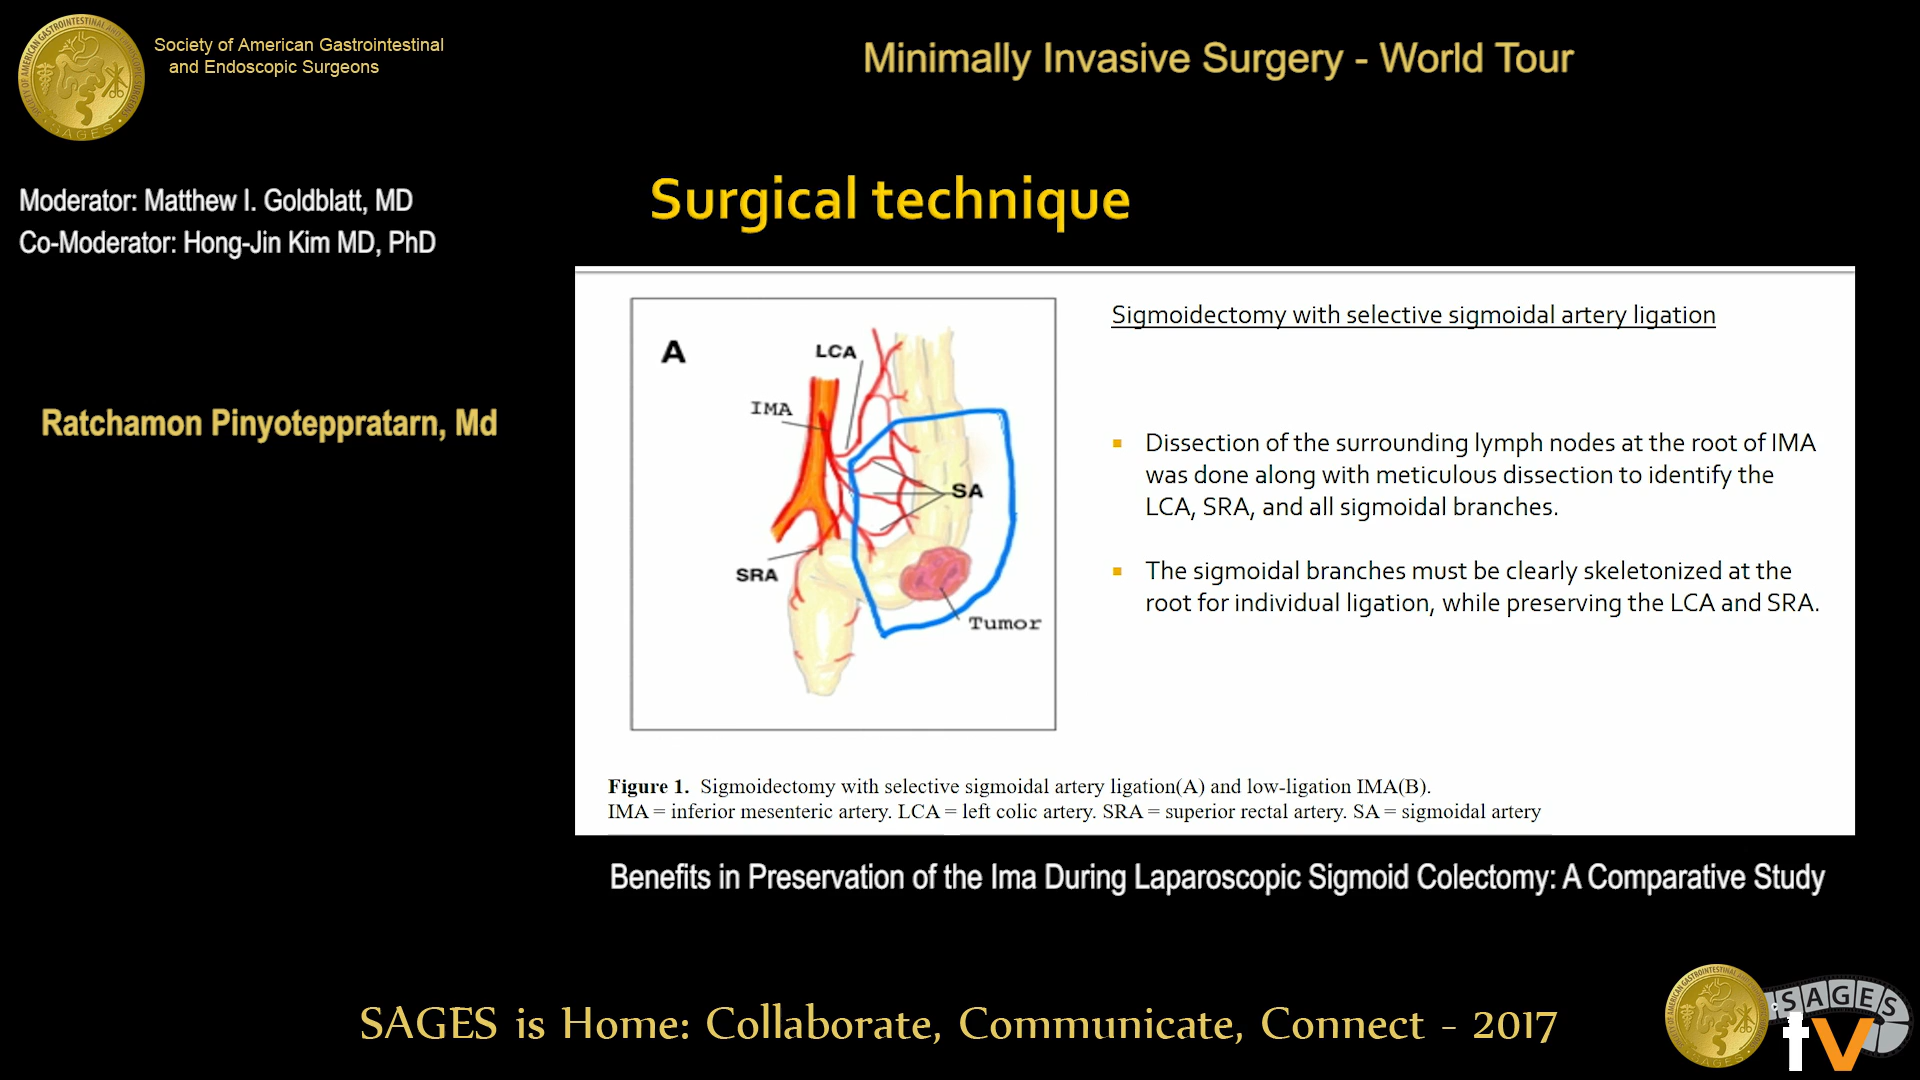 Society of American Gastrointestinal
and Endoscopic Surgeons
Minimally Invasive Surgery - World Tour
Moderator: Matthew I. Goldblatt, MD
Co-Moderator: Hong-Jin Kim MD, PhD
Ratchamon Pinyoteppratarn, Md
Surgical technique
A
LCA
IMA
SA
SRA
Tumor
Sigmoidectomy with selective sigmoidal artery ligation
Dissection of the surrounding lymph nodes at the root of IMA
was done along with meticulous dissection to identify the
LCA, SRA, and all sigmoidal branches.
The sigmoidal branches must be clearly skeletonized at the
root for individual ligation, while preserving the LCA and SRA.
Figure 1. Sigmoidectomy with selective sigmoidal artery ligation(A) and low-ligation IMA(B).
IMA = inferior mesenteric artery. LCA = left colic artery. SRA = superior rectal artery. SA = sigmoidal artery
Benefits in Preservation of the Ima During Laparoscopic Sigmoid Colectomy: A Comparative Study
SAGES is Home: Collaborate, Communicate, Connect - 2017
SAGES
tv